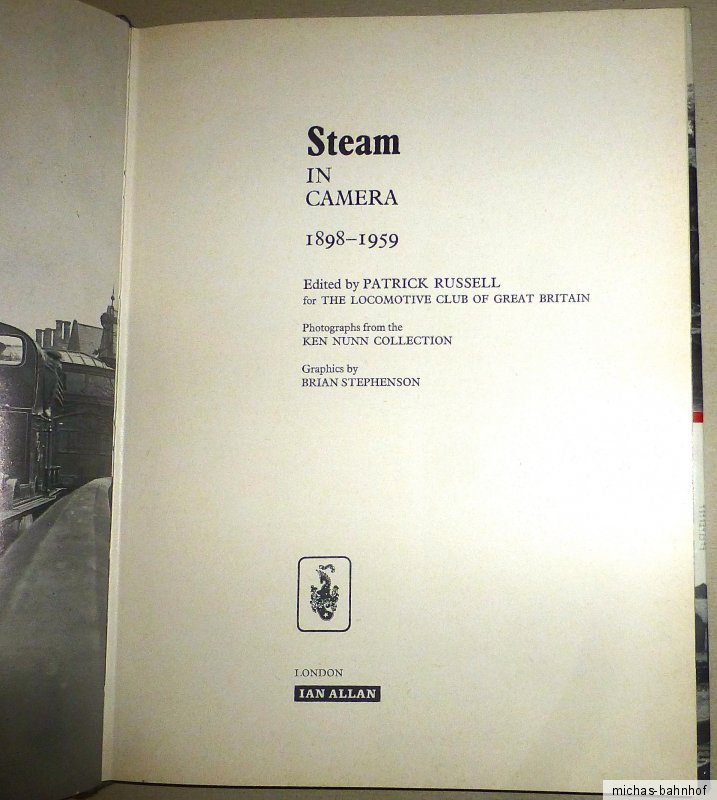 Steam
IN
CAMERA
1898–1959
Edited by PATRICK RUSSELL
for THE LOCOMOTIVE CLUB OF GREAT BRITAIN
Photographs from the
KEN NUNN COLLECTION
Graphics by
BRIAN STEPHENSON
LONDON
IAN ALLAN
michas-bahnhof